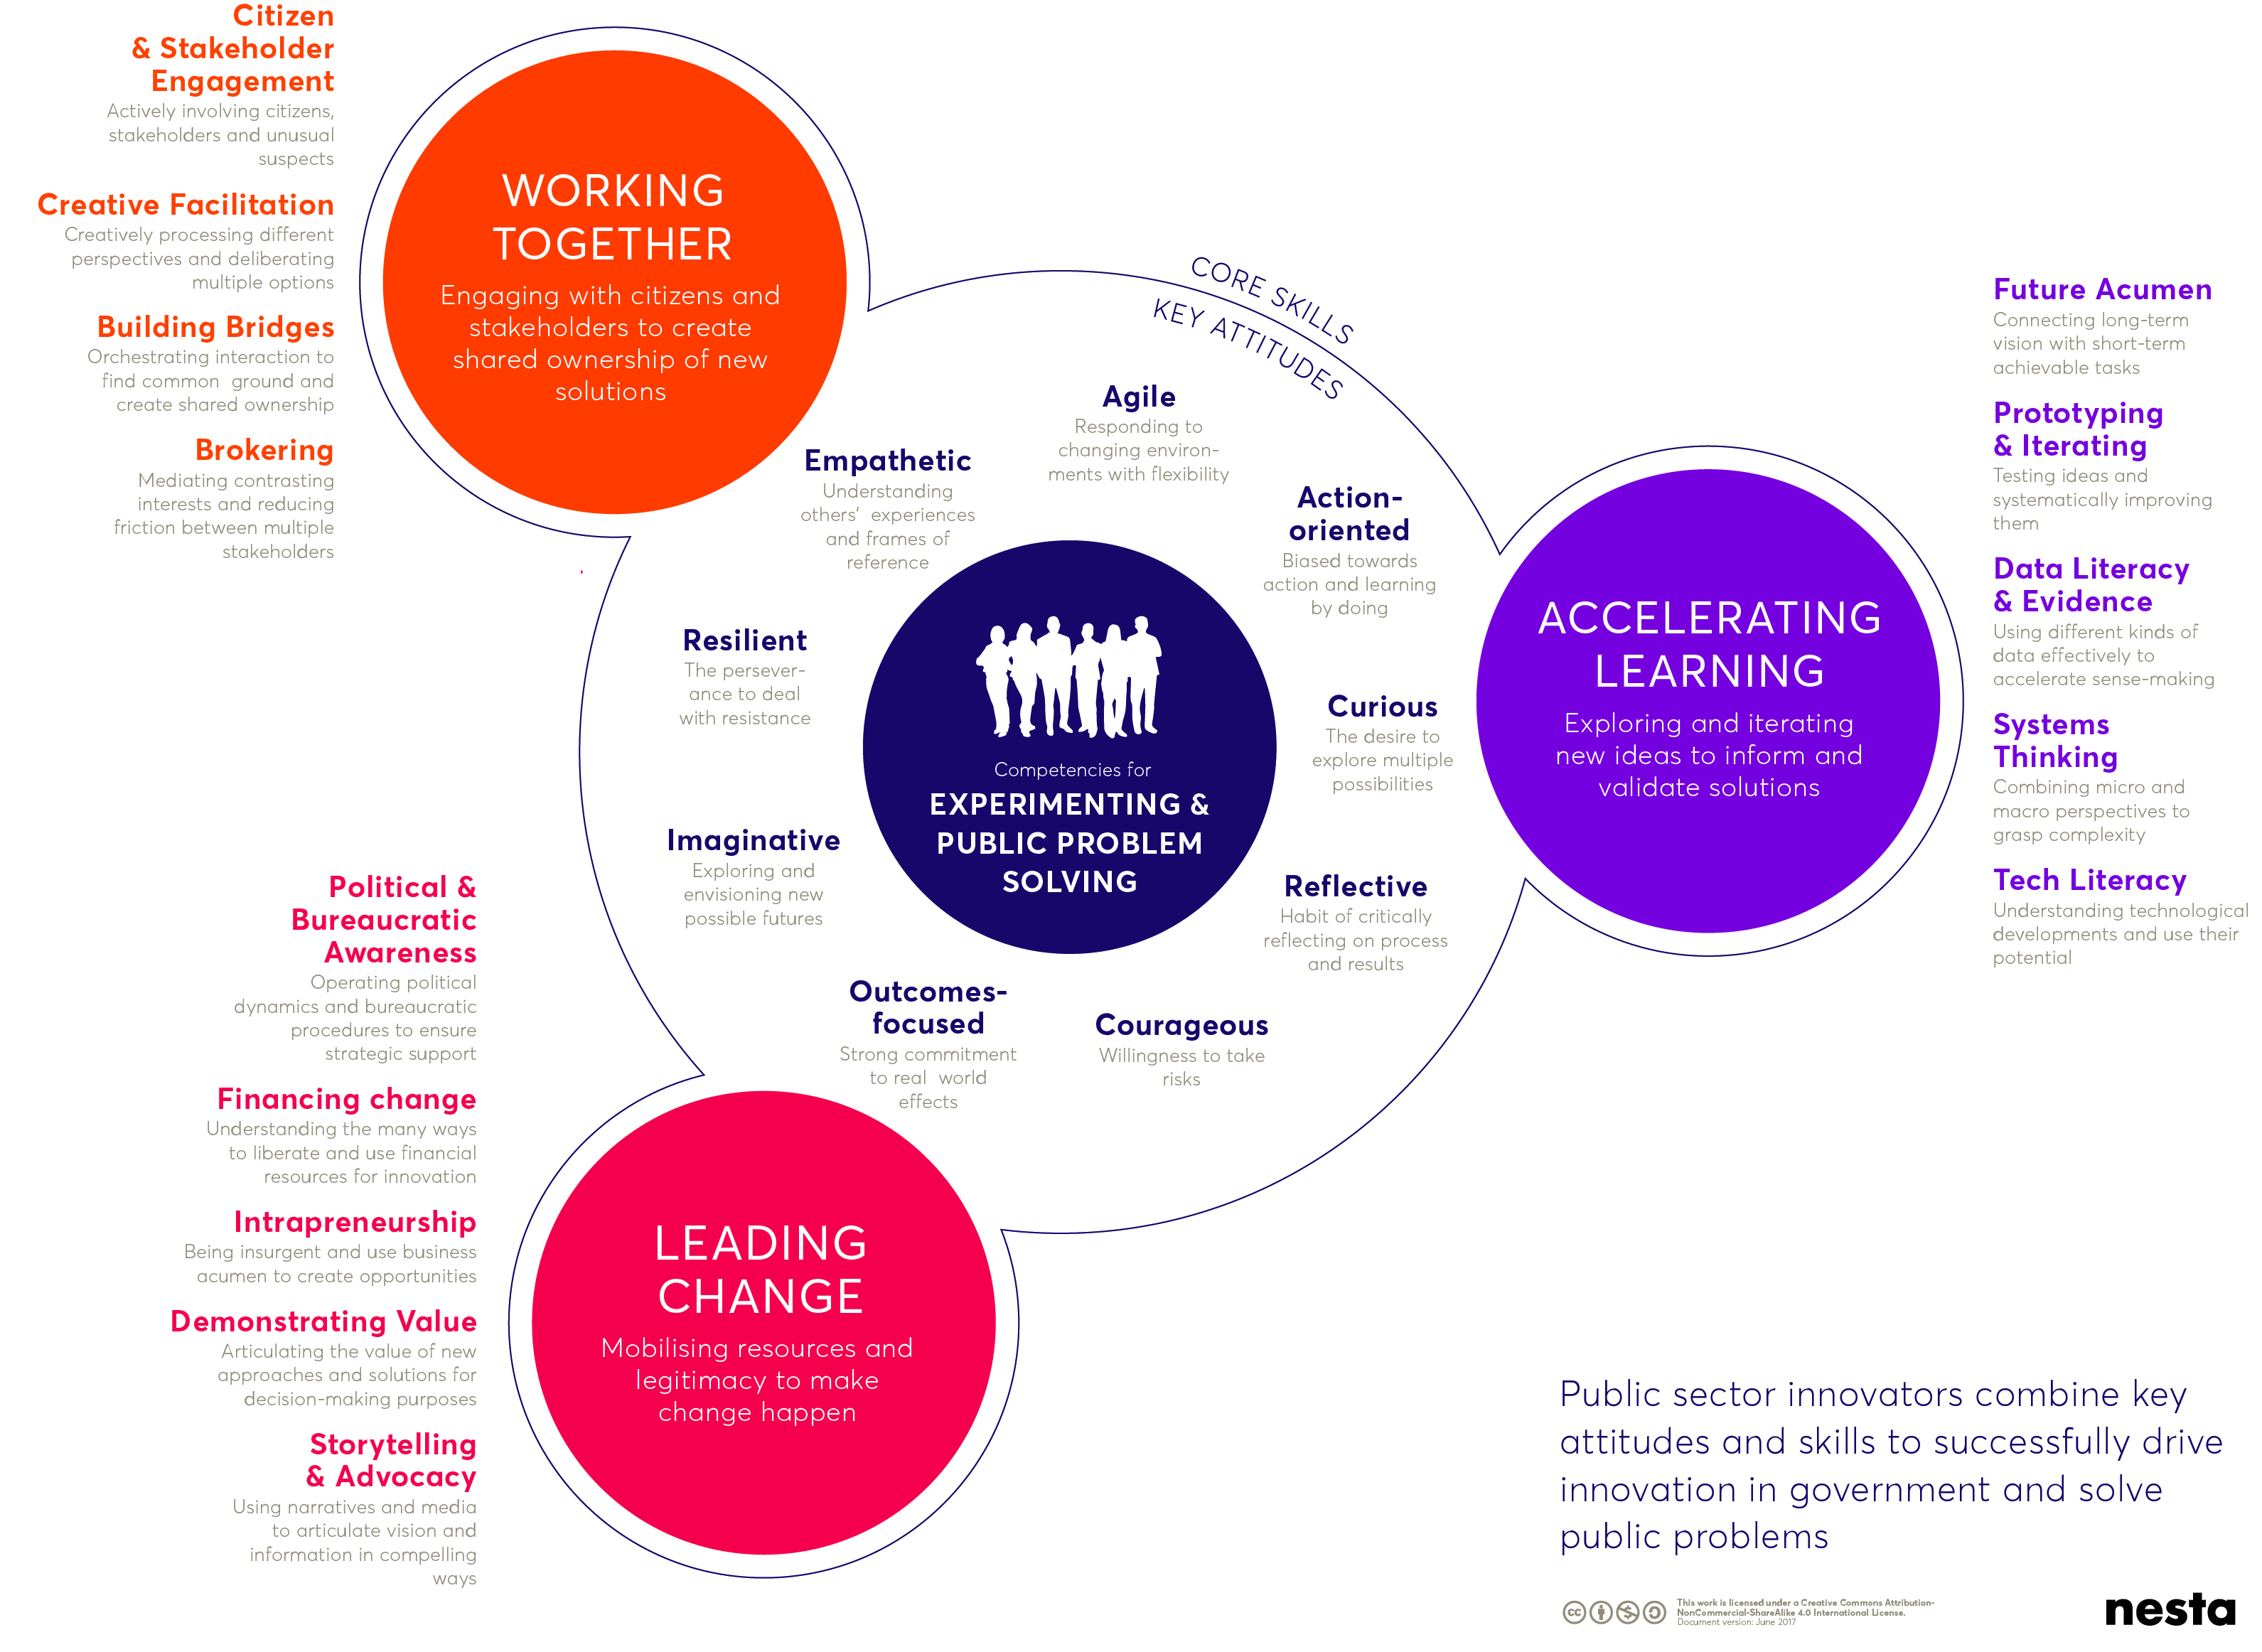 Citizen
& Stakeholder
Engagement
Actively involving citizens,
stakeholders and unusual
suspects
Creative Facilitation
Creatively processing different
perspectives and deliberating
multiple options
Building Bridges
Orchestrating interaction to
find common ground and
create shared ownership
Brokering
Mediating contrasting
interests and reducing
friction between multiple
stakeholders
WORKING
TOGETHER
Engaging with citizens and
stakeholders to create
shared ownership of new
solutions
CORE SKILLS
KEY ATTITUDES
Agile
Responding to
changing environ-
ments with flexibility
Empathetic
Understanding
others' experiences
and frames of
reference
Action-
oriented
Biased towards
action and learning
by doing
Resilient
The persever-
ance to deal
with resistance
Curious
The desire to
explore multiple
possibilities
Imaginative
Exploring and
envisioning new
possible futures
Reflective
Habit of critically
reflecting on process
and results
Outcomes-
focused
Strong commitment
to real world
effects
Courageous
Willingness to take
risks
Competencies for
EXPERIMENTING &
PUBLIC PROBLEM
SOLVING
ACCELERATING
LEARNING
Exploring and iterating
new ideas to inform and
validate solutions
Future Acumen
Connecting long-term
vision with short-term
achievable tasks
Prototyping
& Iterating
Testing ideas and
systematically improving
them
Data Literacy
& Evidence
Using different kinds of
data effectively to
accelerate sense-making
Systems
Thinking
Combining micro and
macro perspectives to
grasp complexity
Tech Literacy
Understanding technological
developments and use their
potential
Political &
Bureaucratic
Awareness
Operating political
dynamics and bureaucratic
procedures to ensure
strategic support
Financing change
Understanding the many ways
to liberate and use financial
resources for innovation
Intrapreneurship
Being insurgent and use business
acumen to create opportunities
Demonstrating Value
Articulating the value of new
approaches and solutions for
decision-making purposes
Storytelling
& Advocacy
Using narratives and media
to articulate vision and
information in compelling
ways
LEADING
CHANGE
Mobilising resources and
legitimacy to make
change happen
Public sector innovators combine key
attitudes and skills to successfully drive
innovation in government and solve
public problems
cc
This work is licensed under a Creative Commons Attribution-
NonCommercial-ShareAlike 4.0 International License.
Document version: June 2017
nesta